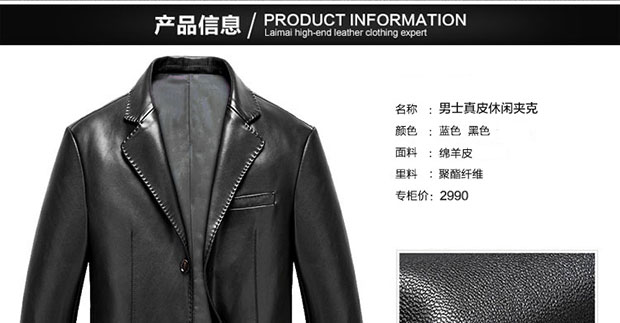 产品信息 / PRODUCT INFORMATION
Laimai high-end leather clothing expert
名称 : 男士真皮休闲夹克
颜色 : 蓝色 黑色
面料 : 绵羊皮
里料 : 聚酯纤维
专柜价: 2990